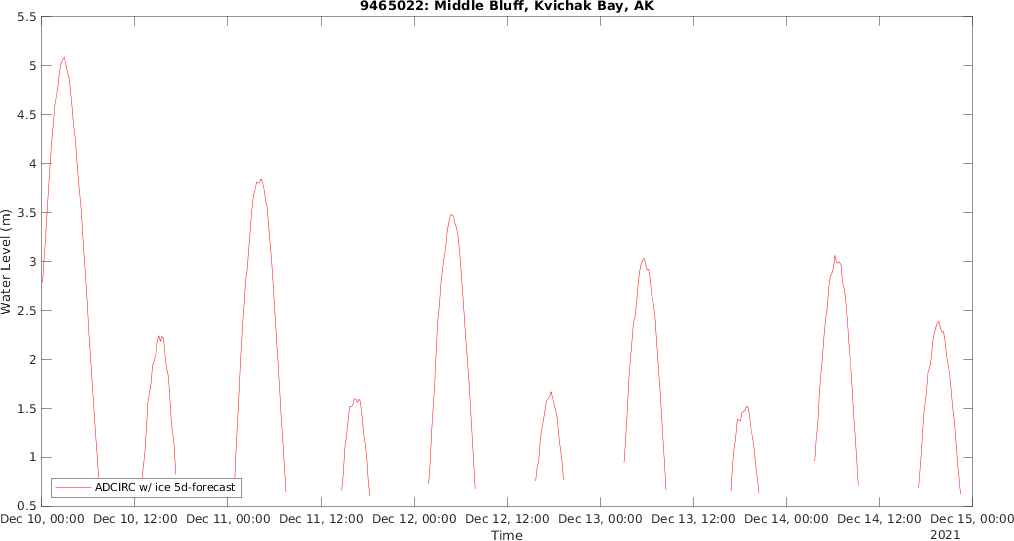 9465022: Middle Bluff, Kvichak Bay, AK
5.5
5
4.5
4
3.5
3
2.5
2
1.5
1
0.5
Water Level (m)
ADCIRC w/ ice 5d-forecast
Dec 10, 00:00 Dec 10, 12:00 Dec 11, 00:00 Dec 11, 12:00 Dec 12, 00:00 Dec 12, 12:00 Dec 13, 00:00 Dec 13, 12:00 Dec 14, 00:00 Dec 14, 12:00 Dec 15, 00:00
Time
2021